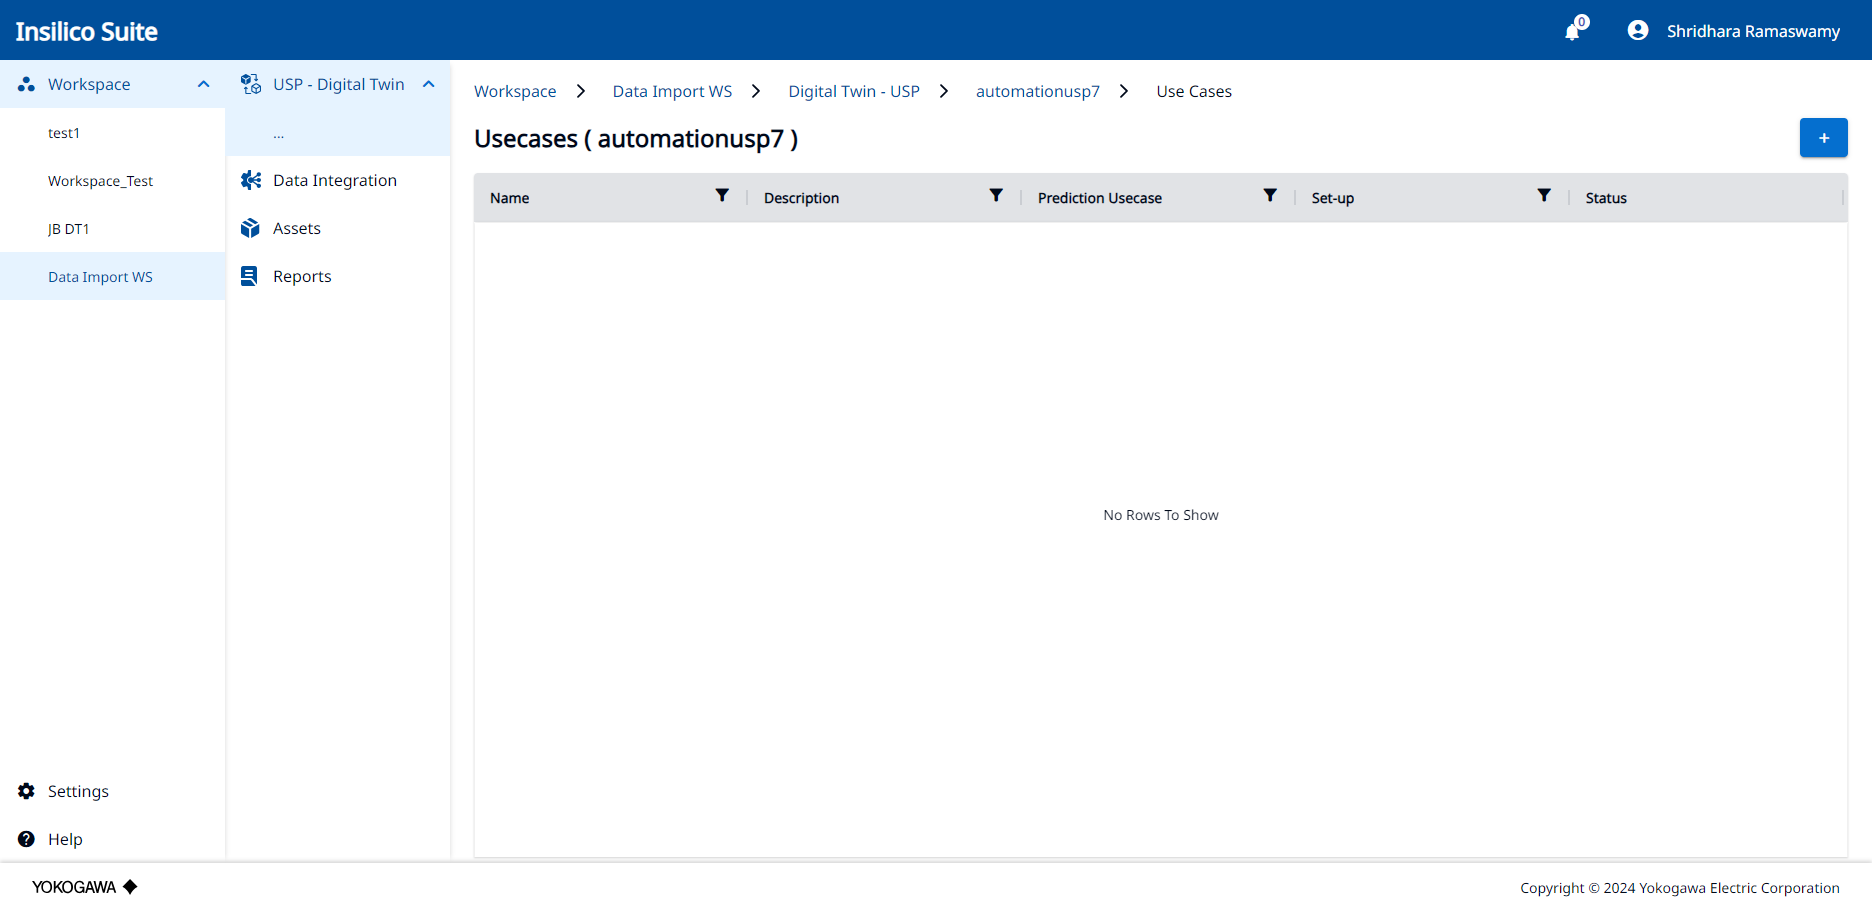 Insilico Suite
0
Shridhara Ramaswamy
Workspace
test1
Workspace_Test
JB DT1
Data Import WS
Settings
Help
USP - Digital Twin
...
Data Integration
Assets
Reports
Workspace > Data Import WS > Digital Twin - USP > automationusp7 > Use Cases
Usecases ( automationusp7 )
+
Name Description Prediction Usecase Set-up Status
No Rows To Show
YOKOGAWA
Copyright © 2024 Yokogawa Electric Corporation